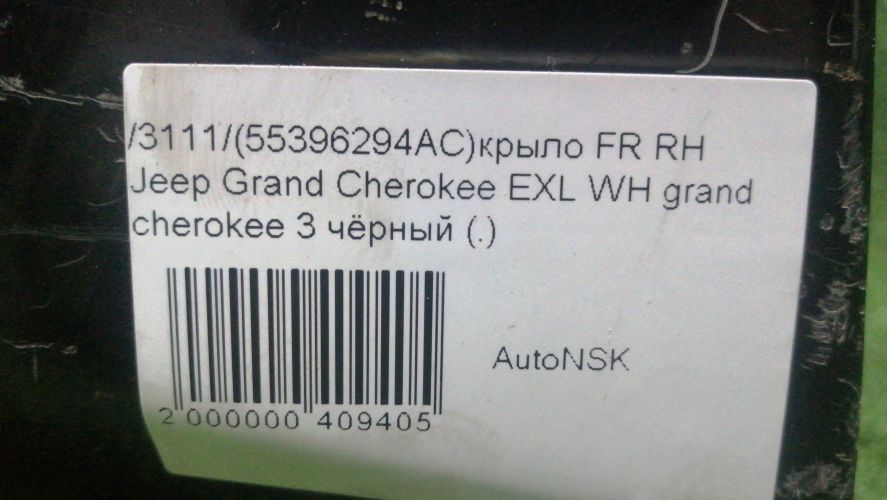 /3111/(55396294AC)крыло FR RH
Jeep Grand Cherokee EXL WH grand
cherokee 3 чёрный (.)
AutoNSK
2 000000 409405